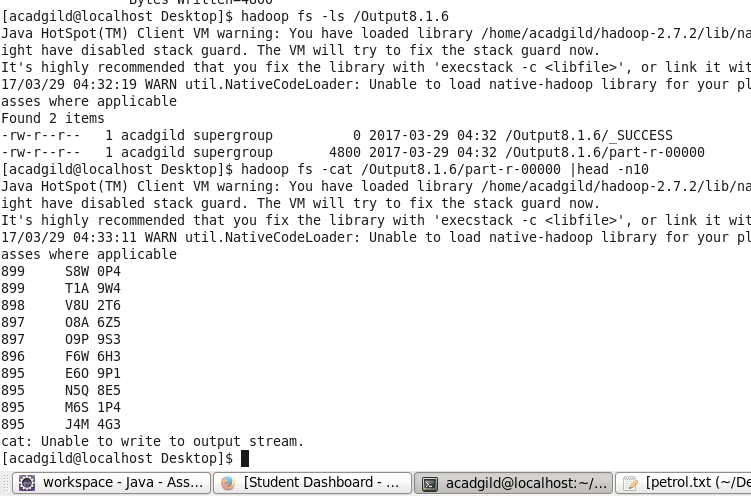 Bytes Written=4800
[acadgild@localhost Desktop]$ hadoop fs -ls /Output8.1.6
Java HotSpot(TM) Client VM warning: You have loaded library /home/acadgild/hadoop-2.7.2/lib/na
ight have disabled stack guard. The VM will try to fix the stack guard now.
It's highly recommended that you fix the library with 'execstack -c <libfile>', or link it wit
17/03/29 04:32:19 WARN util.NativeCodeLoader: Unable to load native-hadoop library for your pl
asses where applicable
Found 2 items
-rw-r--r--   1 acadgild supergroup          0 2017-03-29 04:32 /Output8.1.6/_SUCCESS
-rw-r--r--   1 acadgild supergroup       4800 2017-03-29 04:32 /Output8.1.6/part-r-00000
[acadgild@localhost Desktop]$ hadoop fs -cat /Output8.1.6/part-r-00000 |head -n10
Java HotSpot(TM) Client VM warning: You have loaded library /home/acadgild/hadoop-2.7.2/lib/na
ight have disabled stack guard. The VM will try to fix the stack guard now.
It's highly recommended that you fix the library with 'execstack -c <libfile>', or link it wit
17/03/29 04:33:11 WARN util.NativeCodeLoader: Unable to load native-hadoop library for your pl
asses where applicable
899     S8W 0P4
899     T1A 9W4
898     V8U 2T6
897     O8A 6Z5
897     O9P 9S3
896     F6W 6H3
895     E6O 9P1
895     N5Q 8E5
895     M6S 1P4
895     J4M 4G3
cat: Unable to write to output stream.
[acadgild@localhost Desktop]$
workspace - Java - Ass... [Student Dashboard - ... acadgild@localhost:~/... [petrol.txt (~/De